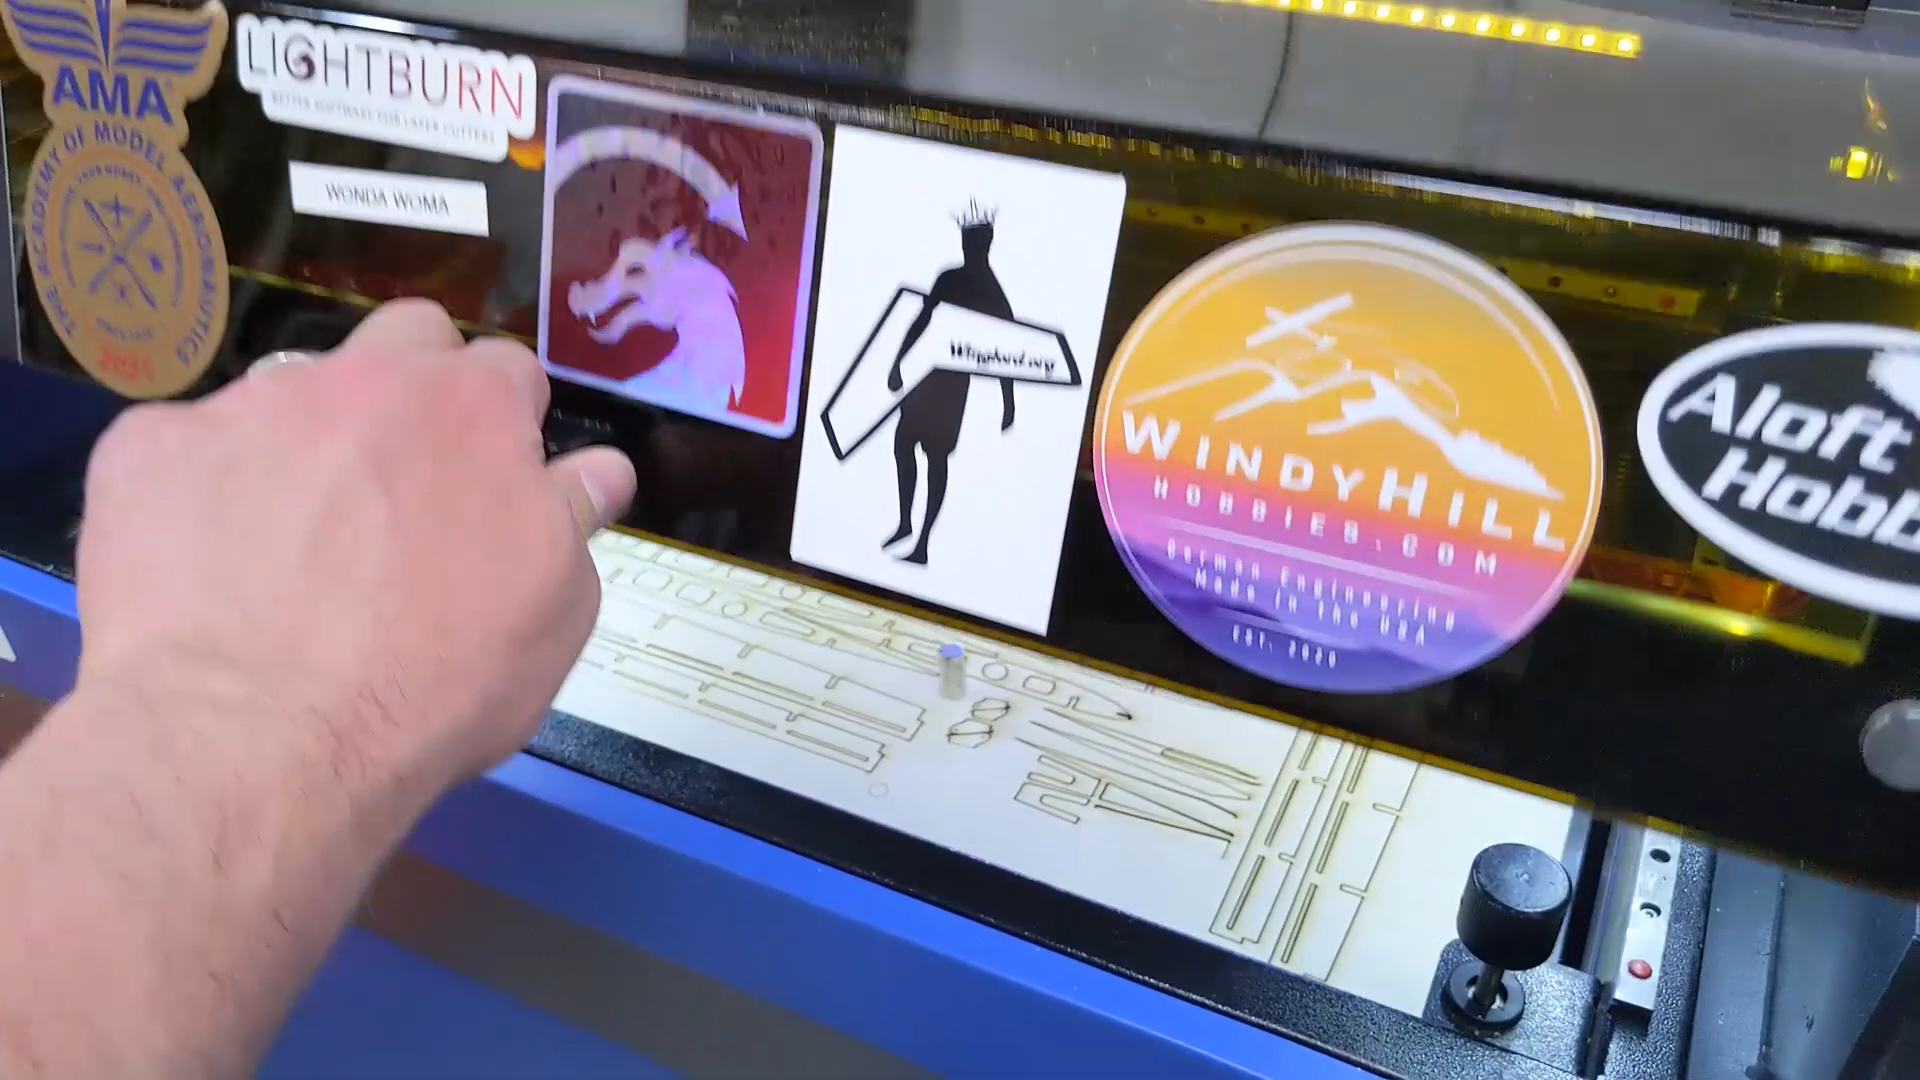 AMA
THE ACADEMY OF MODEL AERONAUTICS
2021
LIGHTBURN
BETTER SOFTWARE FOR LASER CUTTERS
WONDA WOMA
WINDYHILL
HOBBIES.COM
German Engineering
Made in the USA
EST. 2020
Aloft
Hobb